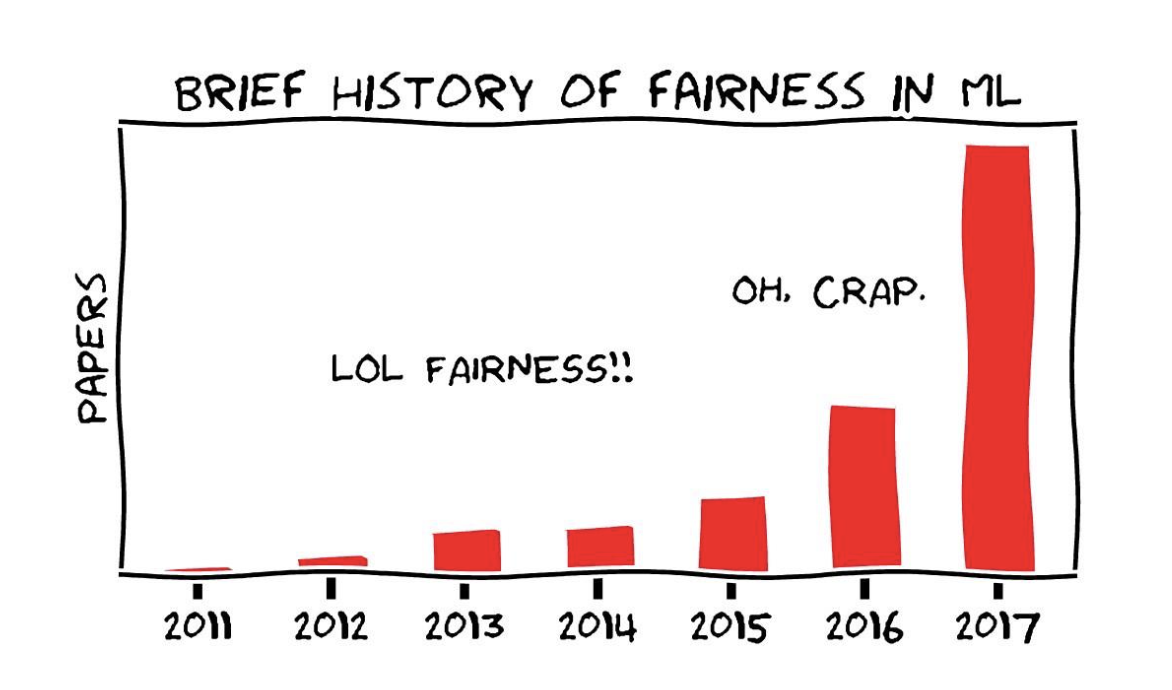 BRIEF HISTORY OF FAIRNESS IN ML
PAPERS
OH, CRAP.
LOL FAIRNESS!!
2011 2012 2013 2014 2015 2016 2017